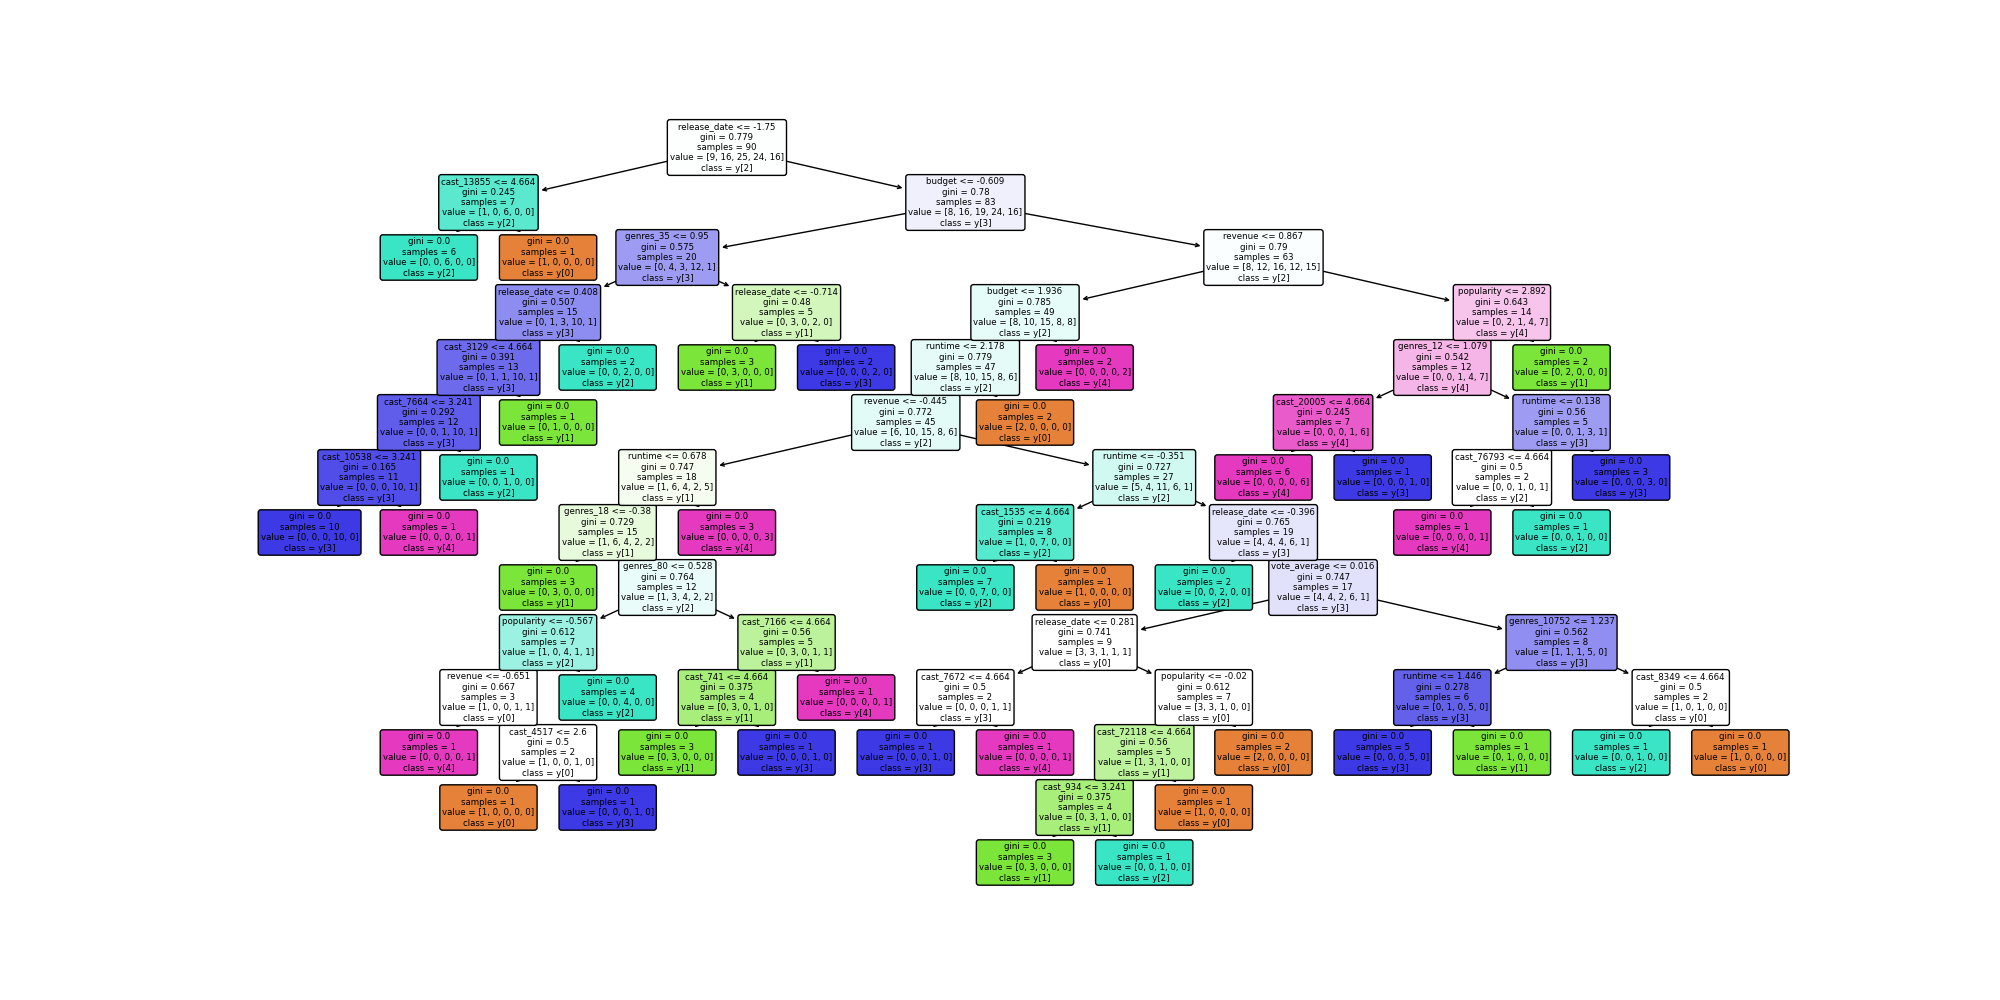 release_date <= -1.75
gini = 0.779
samples = 90
value = [9, 16, 25, 24, 16]
class = y[2]
cast_13855 <= 4.664
gini = 0.245
samples = 7
value = [1, 0, 6, 0, 0]
class = y[2]
budget <= -0.609
gini = 0.78
samples = 83
value = [8, 16, 19, 24, 16]
class = y[3]
gini = 0.0
samples = 6
value = [0, 0, 6, 0, 0]
class = y[2]
gini = 0.0
samples = 1
value = [1, 0, 0, 0, 0]
class = y[0]
genres_35 <= 0.95
gini = 0.575
samples = 20
value = [0, 4, 3, 12, 1]
class = y[3]
revenue <= 0.867
gini = 0.79
samples = 63
value = [8, 12, 16, 12, 15]
class = y[2]
release_date <= 0.408
gini = 0.507
samples = 15
value = [0, 1, 3, 10, 1]
class = y[3]
release_date <= -0.714
gini = 0.48
samples = 5
value = [0, 3, 0, 2, 0]
class = y[1]
budget <= 1.936
gini = 0.785
samples = 49
value = [8, 10, 15, 8, 8]
class = y[2]
popularity <= 2.892
gini = 0.643
samples = 14
value = [0, 2, 1, 4, 7]
class = y[4]
cast_3129 <= 4.664
gini = 0.391
samples = 13
value = [0, 1, 1, 10, 1]
class = y[3]
gini = 0.0
samples = 2
value = [0, 0, 2, 0, 0]
class = y[2]
gini = 0.0
samples = 3
value = [0, 3, 0, 0, 0]
class = y[1]
gini = 0.0
samples = 2
value = [0, 0, 0, 2, 0]
class = y[3]
runtime <= 2.178
gini = 0.779
samples = 47
value = [8, 10, 15, 8, 6]
class = y[2]
gini = 0.0
samples = 2
value = [0, 0, 0, 0, 2]
class = y[4]
genres_12 <= 1.079
gini = 0.542
samples = 12
value = [0, 0, 1, 4, 7]
class = y[4]
gini = 0.0
samples = 2
value = [0, 2, 0, 0, 0]
class = y[1]
cast_7664 <= 3.241
gini = 0.292
samples = 12
value = [0, 0, 1, 10, 1]
class = y[3]
gini = 0.0
samples = 1
value = [0, 1, 0, 0, 0]
class = y[1]
revenue <= -0.445
gini = 0.772
samples = 45
value = [6, 10, 15, 8, 6]
class = y[2]
gini = 0.0
samples = 2
value = [2, 0, 0, 0, 0]
class = y[0]
cast_20005 <= 4.664
gini = 0.245
samples = 7
value = [0, 0, 0, 1, 6]
class = y[4]
runtime <= 0.138
gini = 0.56
samples = 5
value = [0, 0, 1, 3, 1]
class = y[3]
cast_10538 <= 3.241
gini = 0.165
samples = 11
value = [0, 0, 0, 10, 1]
class = y[3]
gini = 0.0
samples = 1
value = [0, 0, 1, 0, 0]
class = y[2]
runtime <= 0.678
gini = 0.747
samples = 18
value = [1, 6, 4, 2, 5]
class = y[1]
runtime <= -0.351
gini = 0.727
samples = 27
value = [5, 4, 11, 6, 1]
class = y[2]
gini = 0.0
samples = 6
value = [0, 0, 0, 0, 6]
class = y[4]
gini = 0.0
samples = 1
value = [0, 0, 0, 1, 0]
class = y[3]
cast_76793 <= 4.664
gini = 0.5
samples = 2
value = [0, 0, 1, 0, 1]
class = y[2]
gini = 0.0
samples = 3
value = [0, 0, 0, 3, 0]
class = y[3]
gini = 0.0
samples = 10
value = [0, 0, 0, 10, 0]
class = y[3]
gini = 0.0
samples = 1
value = [0, 0, 0, 0, 1]
class = y[4]
genres_18 <= -0.38
gini = 0.729
samples = 15
value = [1, 6, 4, 2, 2]
class = y[1]
gini = 0.0
samples = 3
value = [0, 0, 0, 0, 3]
class = y[4]
cast_1535 <= 4.664
gini = 0.219
samples = 8
value = [1, 0, 7, 0, 0]
class = y[2]
release_date <= -0.396
gini = 0.765
samples = 19
value = [4, 4, 4, 6, 1]
class = y[3]
gini = 0.0
samples = 1
value = [0, 0, 0, 0, 1]
class = y[4]
gini = 0.0
samples = 1
value = [0, 0, 1, 0, 0]
class = y[2]
gini = 0.0
samples = 3
value = [0, 3, 0, 0, 0]
class = y[1]
genres_80 <= 0.528
gini = 0.764
samples = 12
value = [1, 3, 4, 2, 2]
class = y[2]
gini = 0.0
samples = 7
value = [0, 0, 7, 0, 0]
class = y[2]
gini = 0.0
samples = 1
value = [1, 0, 0, 0, 0]
class = y[0]
gini = 0.0
samples = 2
value = [0, 0, 2, 0, 0]
class = y[2]
vote_average <= 0.016
gini = 0.747
samples = 17
value = [4, 4, 2, 6, 1]
class = y[3]
popularity <= -0.567
gini = 0.612
samples = 7
value = [1, 0, 4, 1, 1]
class = y[2]
cast_7166 <= 4.664
gini = 0.56
samples = 5
value = [0, 3, 0, 1, 1]
class = y[1]
release_date <= 0.281
gini = 0.741
samples = 9
value = [3, 3, 1, 1, 1]
class = y[0]
genres_10752 <= 1.237
gini = 0.562
samples = 8
value = [1, 1, 1, 5, 0]
class = y[3]
revenue <= -0.651
gini = 0.667
samples = 3
value = [1, 0, 0, 1, 1]
class = y[0]
gini = 0.0
samples = 4
value = [0, 0, 4, 0, 0]
class = y[2]
cast_741 <= 4.664
gini = 0.375
samples = 4
value = [0, 3, 0, 1, 0]
class = y[1]
gini = 0.0
samples = 1
value = [0, 0, 0, 0, 1]
class = y[4]
cast_7672 <= 4.664
gini = 0.5
samples = 2
value = [0, 0, 0, 1, 1]
class = y[3]
popularity <= -0.02
gini = 0.612
samples = 7
value = [3, 3, 1, 0, 0]
class = y[0]
runtime <= 1.446
gini = 0.278
samples = 6
value = [0, 1, 0, 5, 0]
class = y[3]
cast_8349 <= 4.664
gini = 0.5
samples = 2
value = [1, 0, 1, 0, 0]
class = y[0]
gini = 0.0
samples = 1
value = [0, 0, 0, 0, 1]
class = y[4]
cast_4517 <= 2.6
gini = 0.5
samples = 2
value = [1, 0, 0, 1, 0]
class = y[0]
gini = 0.0
samples = 3
value = [0, 3, 0, 0, 0]
class = y[1]
gini = 0.0
samples = 1
value = [0, 0, 0, 1, 0]
class = y[3]
gini = 0.0
samples = 1
value = [0, 0, 0, 1, 0]
class = y[3]
gini = 0.0
samples = 1
value = [0, 0, 0, 0, 1]
class = y[4]
cast_72118 <= 4.664
gini = 0.56
samples = 5
value = [1, 3, 1, 0, 0]
class = y[1]
gini = 0.0
samples = 2
value = [2, 0, 0, 0, 0]
class = y[0]
gini = 0.0
samples = 5
value = [0, 0, 0, 5, 0]
class = y[3]
gini = 0.0
samples = 1
value = [0, 1, 0, 0, 0]
class = y[1]
gini = 0.0
samples = 1
value = [0, 0, 1, 0, 0]
class = y[2]
gini = 0.0
samples = 1
value = [1, 0, 0, 0, 0]
class = y[0]
gini = 0.0
samples = 1
value = [1, 0, 0, 0, 0]
class = y[0]
gini = 0.0
samples = 1
value = [0, 0, 0, 1, 0]
class = y[3]
cast_934 <= 3.241
gini = 0.375
samples = 4
value = [0, 3, 1, 0, 0]
class = y[1]
gini = 0.0
samples = 1
value = [1, 0, 0, 0, 0]
class = y[0]
gini = 0.0
samples = 3
value = [0, 3, 0, 0, 0]
class = y[1]
gini = 0.0
samples = 1
value = [0, 0, 1, 0, 0]
class = y[2]